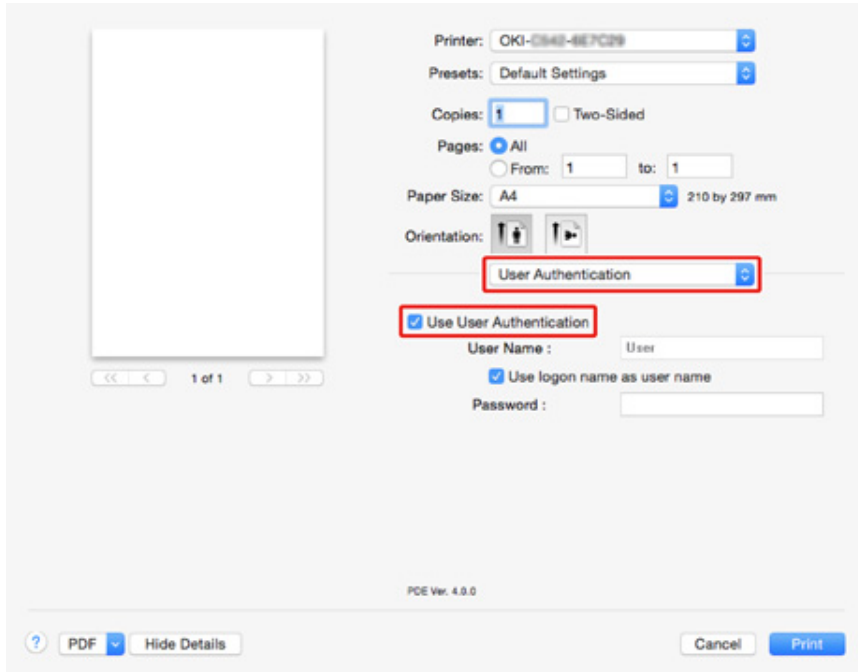 Printer: OKI-
Presets: Default Settings
Copies: 1 Two-Sided
Pages: All
From: 1 to: 1
Paper Size: A4 210 by 297 mm
Orientation:
User Authentication
Use User Authentication
User Name : User
<< < 1 of 1 > >>
Use logon name as user name
Password :
PDE Ver. 4.0.0
? PDF Hide Details Cancel Print